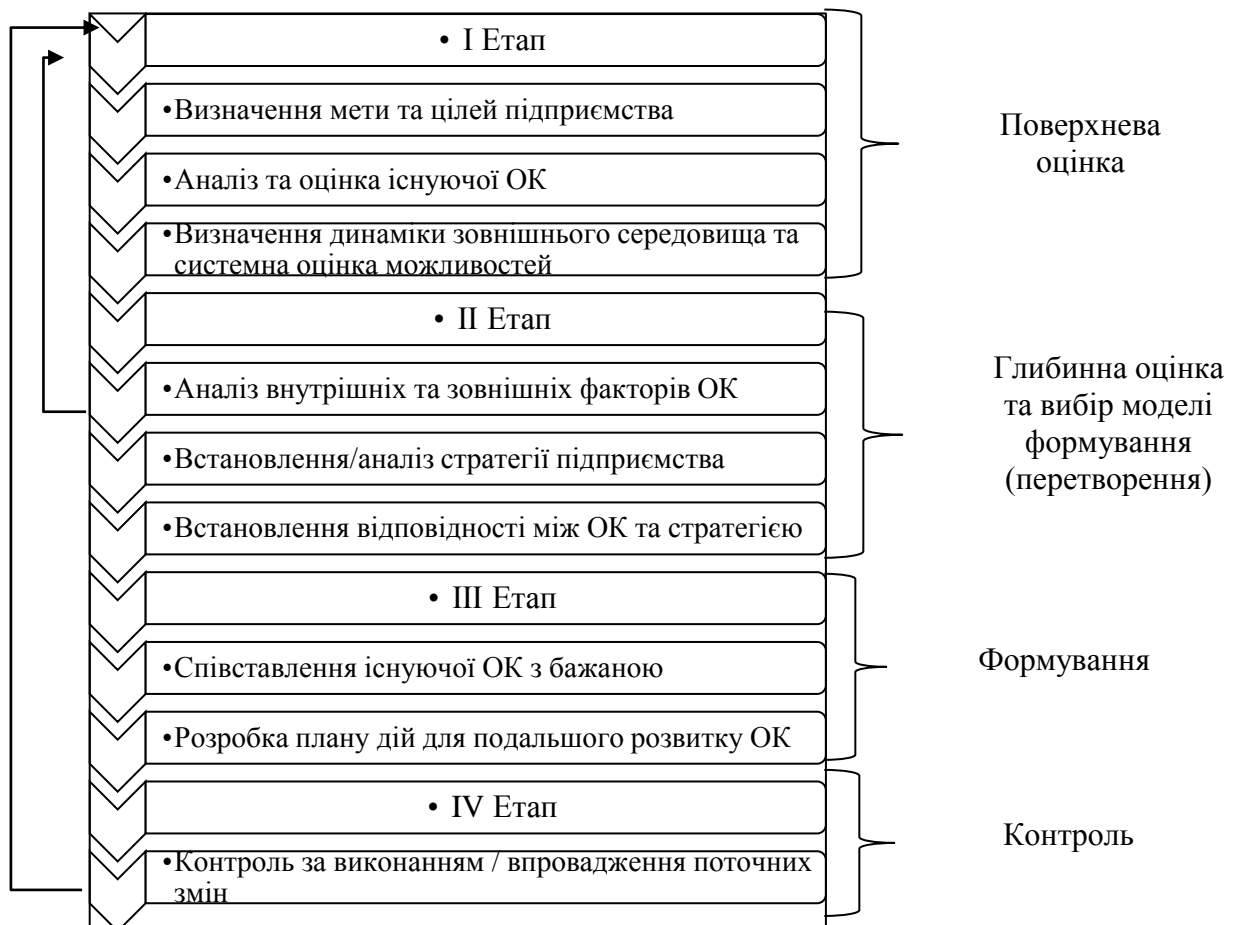 • I Етап
•Визначення мети та цілей підприємства
•Аналіз та оцінка існуючої ОК
•Визначення динаміки зовнішнього середовища та
системна оцінка можливостей
Поверхнева
оцінка
• II Етап
•Аналіз внутрішніх та зовнішніх факторів ОК
•Встановлення/аналіз стратегії підприємства
•Встановлення відповідності між ОК та стратегією
Глибинна оцінка
та вибір моделі
формування
(перетворення)
• III Етап
•Співставлення існуючої ОК з бажаною
•Розробка плану дій для подальшого розвитку ОК
Формування
• IV Етап
•Контроль за виконанням / впровадження поточних
змін
Контроль